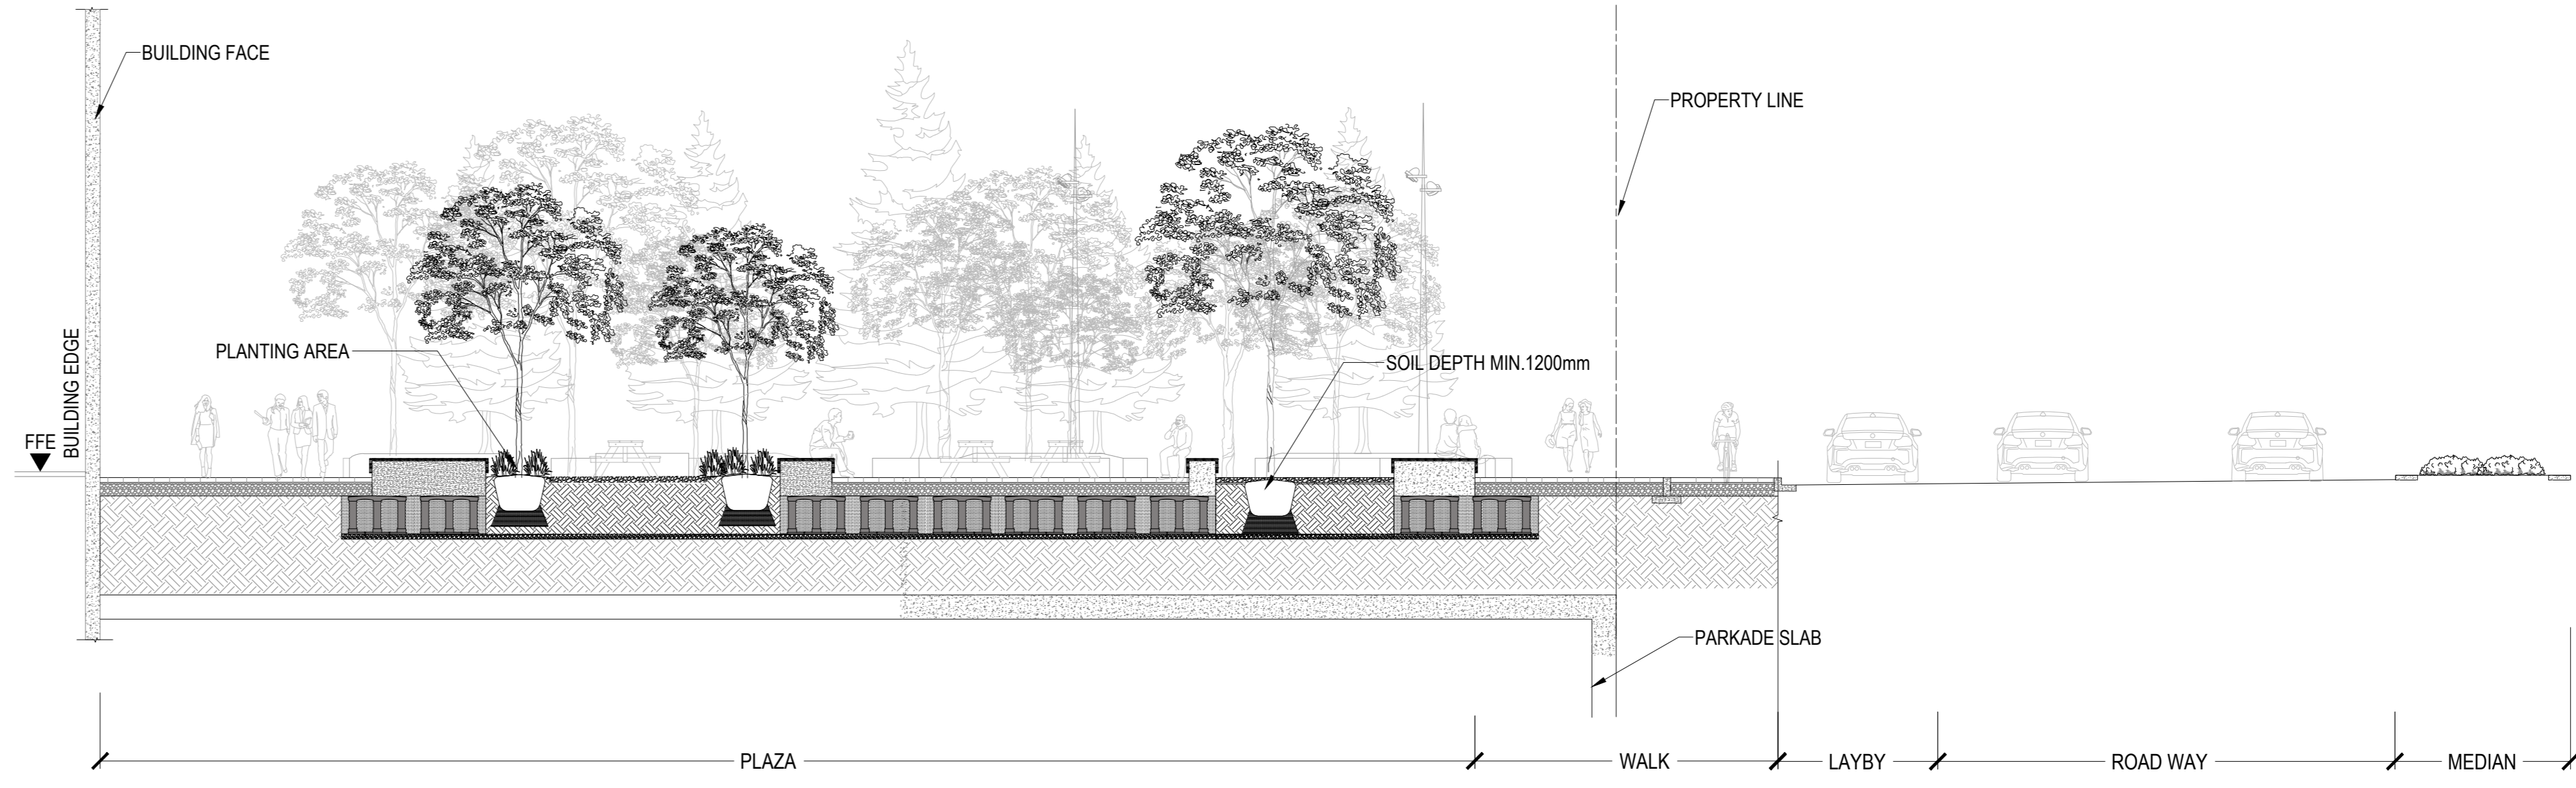 BUILDING FACE
PROPERTY LINE
PLANTING AREA
SOIL DEPTH MIN.1200mm
FFE
BUILDING EDGE
PARKADE SLAB
PLAZA
WALK
LAYBY
ROAD WAY
MEDIAN